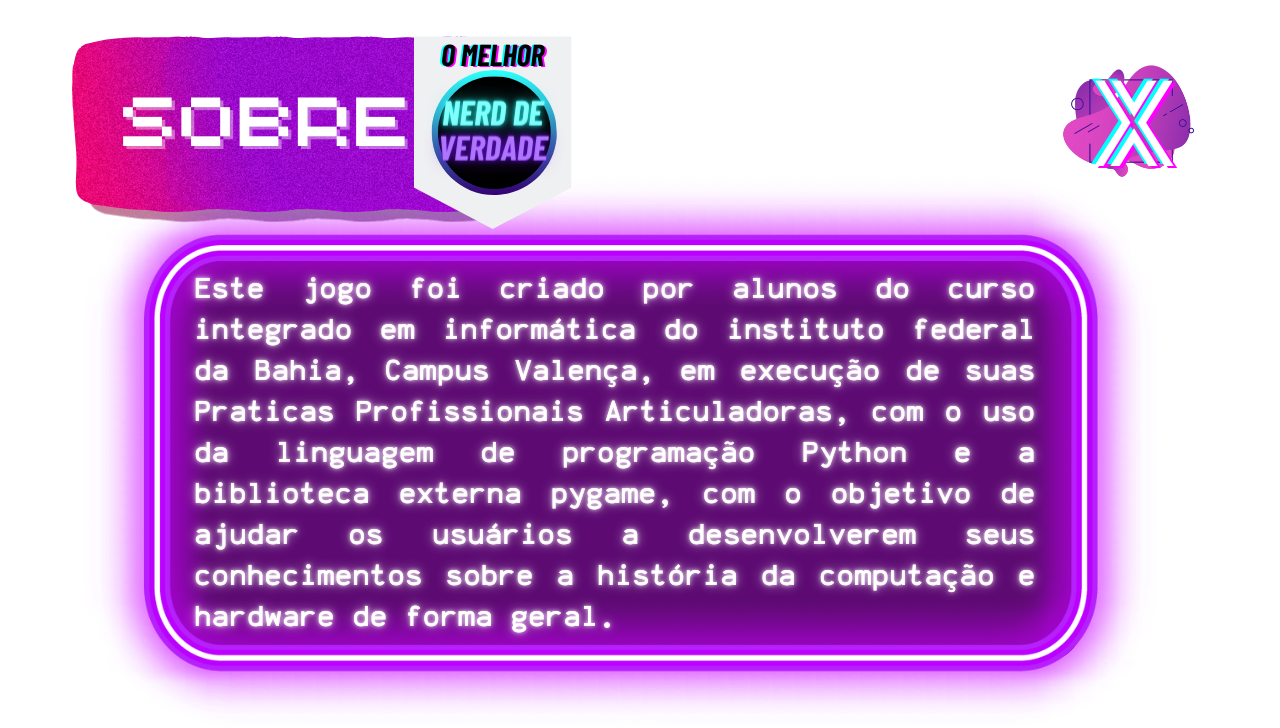 SOBRE
O MELHOR
NERD DE
VERDADE
X
Este jogo foi criado por alunos do curso
integrado em informática do instituto federal
da Bahia, Campus Valença, em execução de suas
Praticas Profissionais Articuladoras, com o uso
da linguagem de programação Python e a
biblioteca externa pygame, com o objetivo de
ajudar os usuários a desenvolverem seus
conhecimentos sobre a história da computação e
hardware de forma geral.